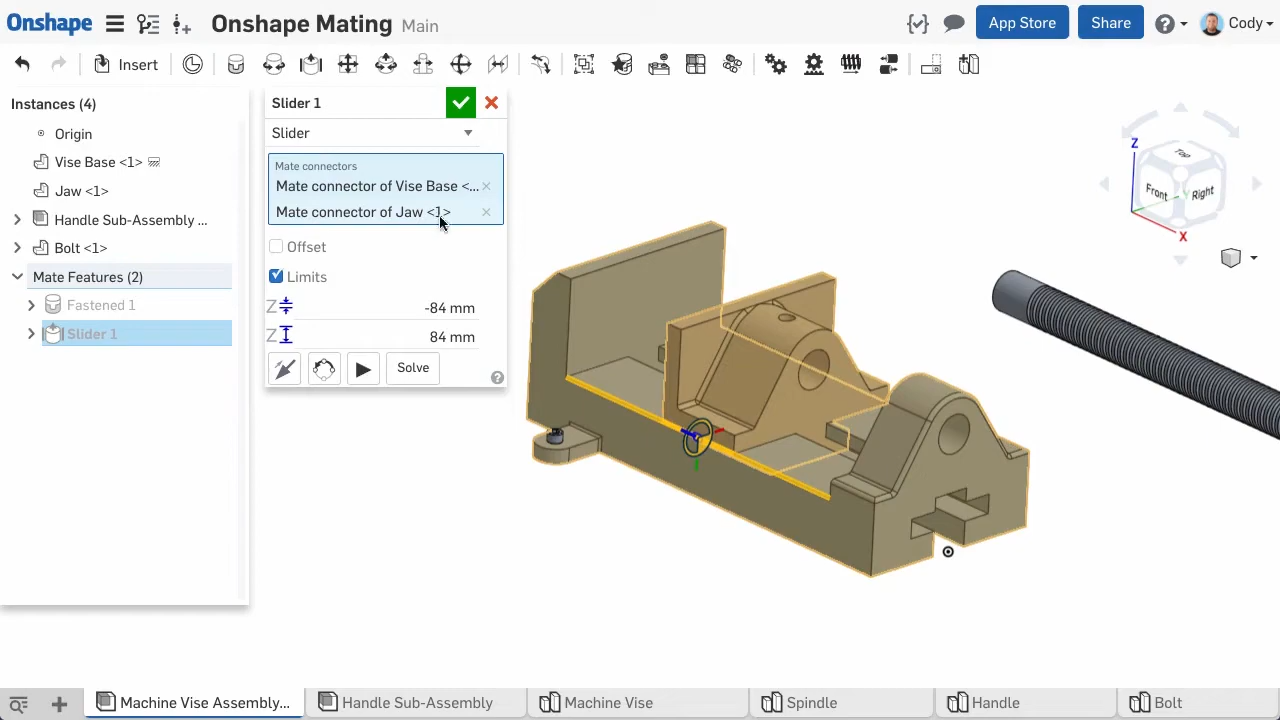 Onshape
Onshape Mating Main
App Store
Share
Cody
Insert
Instances (4)
Origin
Vise Base <1>
Jaw <1>
Handle Sub-Assembly ...
Bolt <1>
Mate Features (2)
Fastened 1
Slider 1
Slider 1
Slider
Mate connectors
Mate connector of Vise Base <...
Mate connector of Jaw <1>
Offset
Limits
Z -84 mm
Z 84 mm
Solve
Z
Top
Front
Right
Y
X
Machine Vise Assembly...
Handle Sub-Assembly
Machine Vise
Spindle
Handle
Bolt